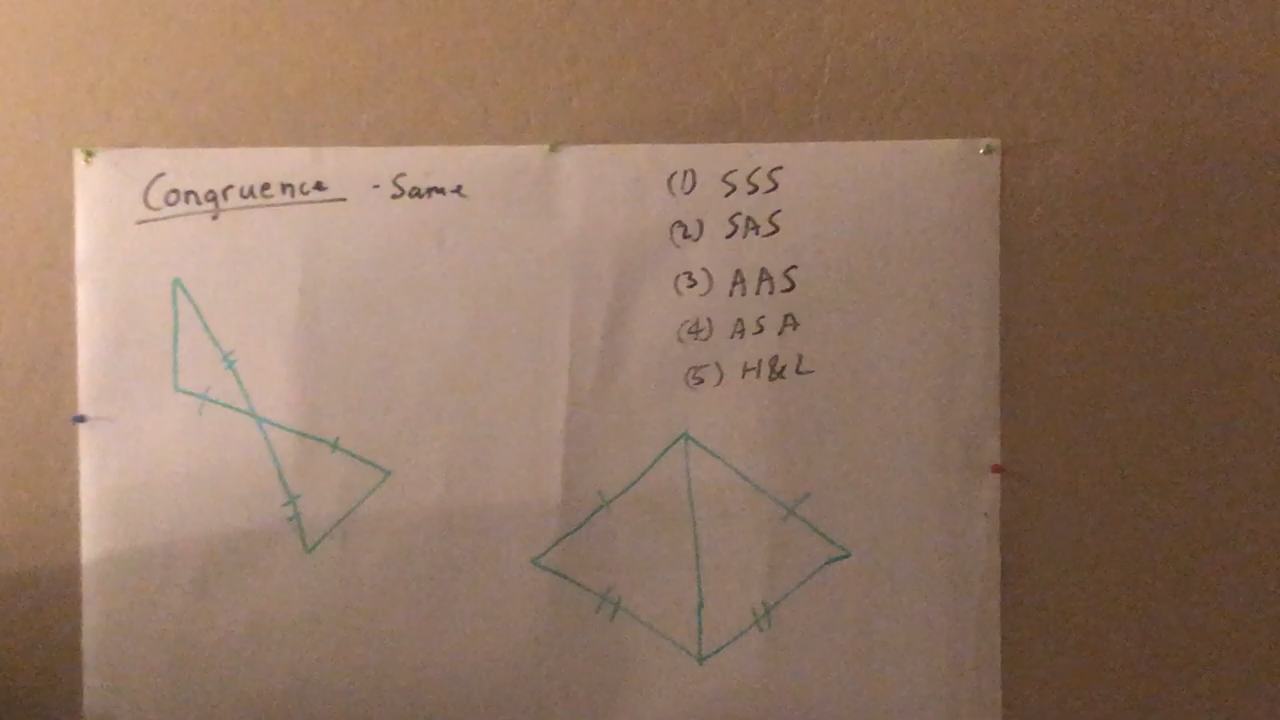 Congruence - Same
(1) SSS
(2) SAS
(3) AAS
(4) ASA
(5) H&L